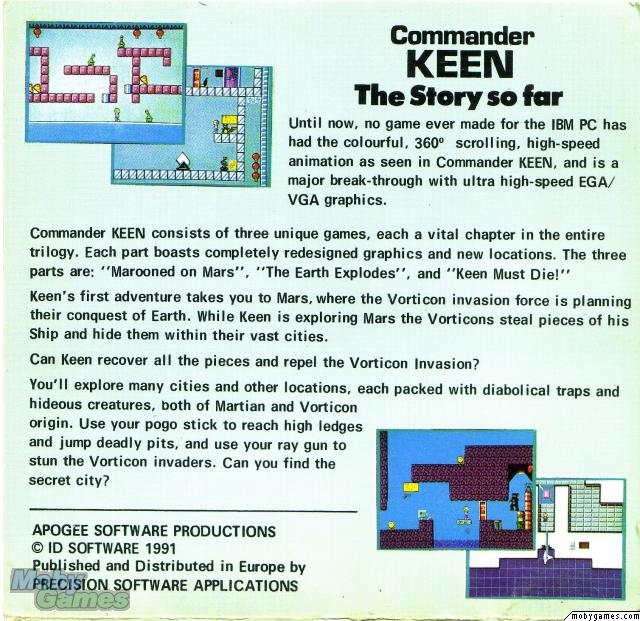 Commander
KEEN
The Story so far
Until now, no game ever made for the IBM PC has
had the colourful, 360º scrolling, high-speed
animation as seen in Commander KEEN, and is a
major break-through with ultra high-speed EGA/
VGA graphics.
Commander KEEN consists of three unique games, each a vital chapter in the entire
trilogy. Each part boasts completely redesigned graphics and new locations. The three
parts are: ''Marooned on Mars'', ''The Earth Explodes'', and ''Keen Must Die!''
Keen's first adventure takes you to Mars, where the Vorticon invasion force is planning
their conquest of Earth. While Keen is exploring Mars the Vorticons steal pieces of his
Ship and hide them within their vast cities.
Can Keen recover all the pieces and repel the Vorticon Invasion?
You'll explore many cities and other locations, each packed with diabolical traps and
hideous creatures, both of Martian and Vorticon
origin. Use your pogo stick to reach high ledges
and jump deadly pits, and use your ray gun to
stun the Vorticon invaders. Can you find the
secret city?
APOGEE SOFTWARE PRODUCTIONS
© ID SOFTWARE 1991
Published and Distributed in Europe by
PRECISION SOFTWARE APPLICATIONS
Moby
Games
mobygames.com